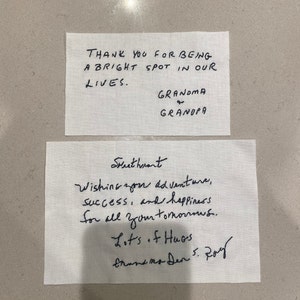 THANK YOU FOR BEING
A BRIGHT SPOT IN OUR
LIVES.
GRANDMA
&
GRANDPA
Sweetheart
Wishing you adventure,
success, and happiness
for all your tomorrows.
Lots of Hugs
Grandma